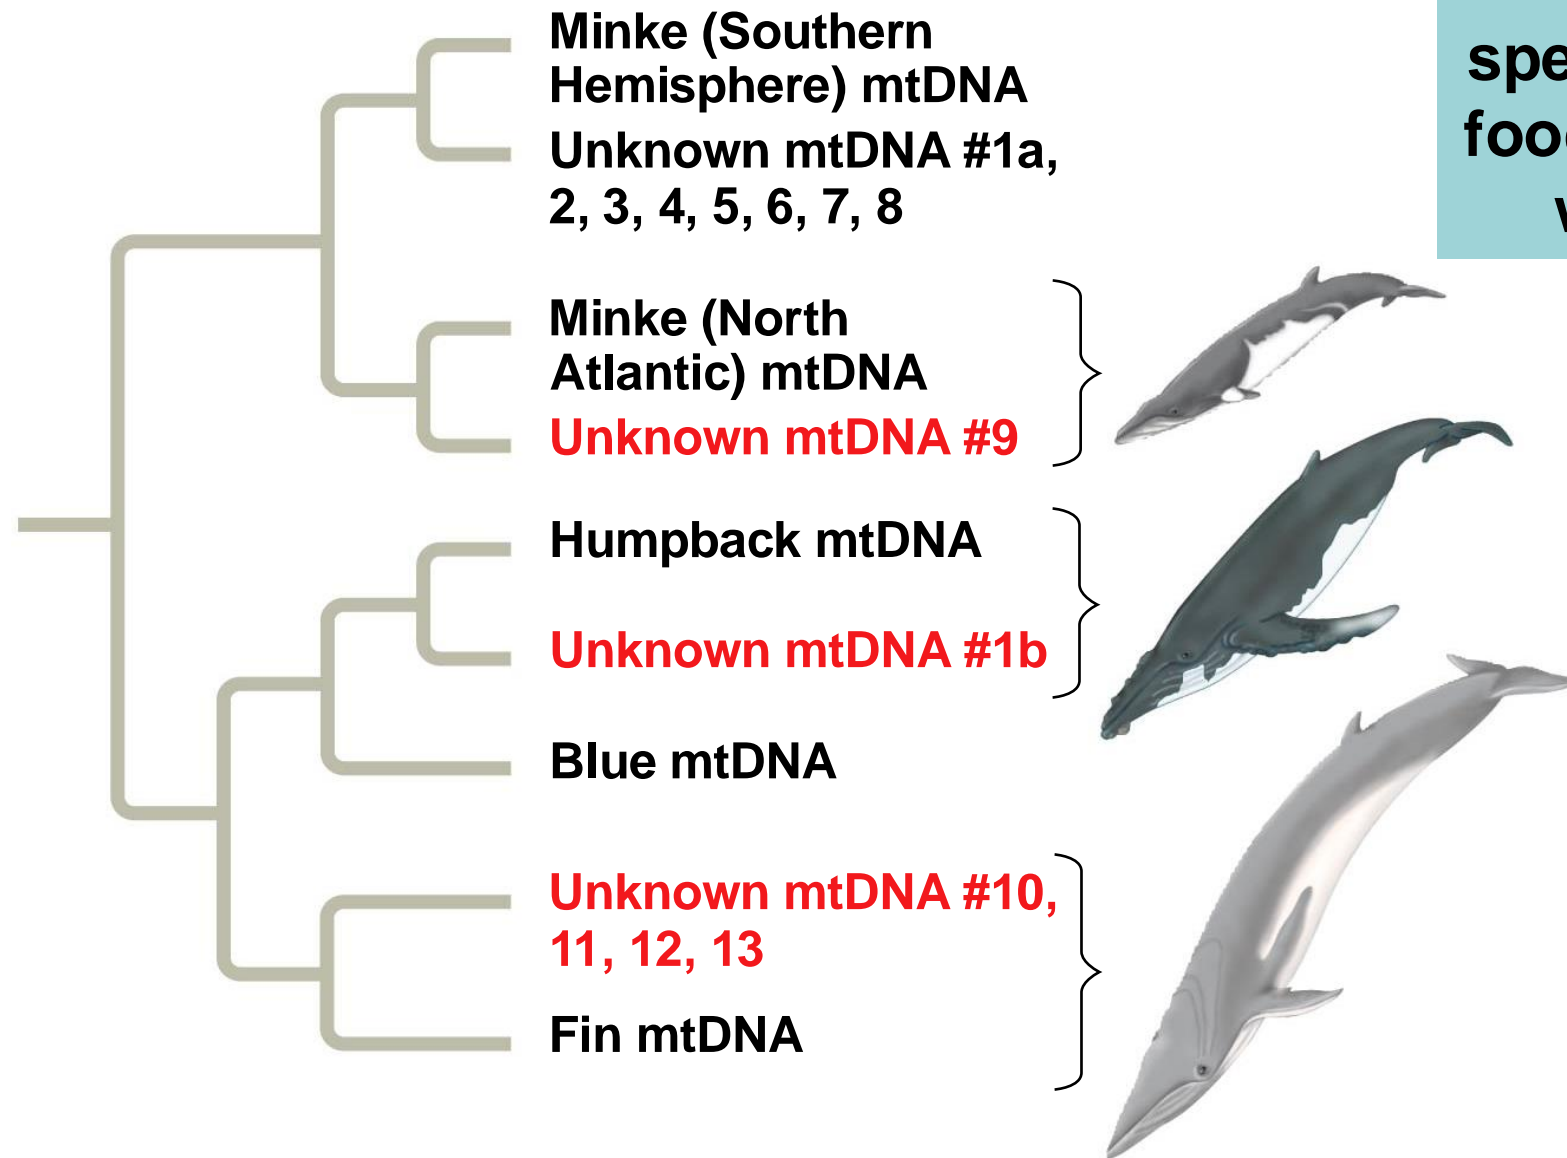 Minke (Southern
Hemisphere) mtDNA
Unknown mtDNA #1a,
2, 3, 4, 5, 6, 7, 8
Minke (North
Atlantic) mtDNA
Unknown mtDNA #9
Humpback mtDNA
Unknown mtDNA #1b
Blue mtDNA
Unknown mtDNA #10,
11, 12, 13
Fin mtDNA